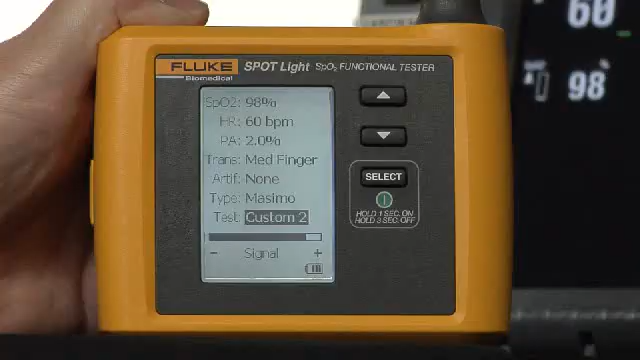 FLUKE
Biomedical
SPOT Light SpO₂ FUNCTIONAL TESTER
SpO2: 98%
HR: 60 bpm
PA: 2.0%
Trans: Med Finger
Artif: None
Type: Masimo
Test: Custom 2
- Signal +
SELECT
HOLD 1 SEC. ON
HOLD 3 SEC. OFF
60
98 %